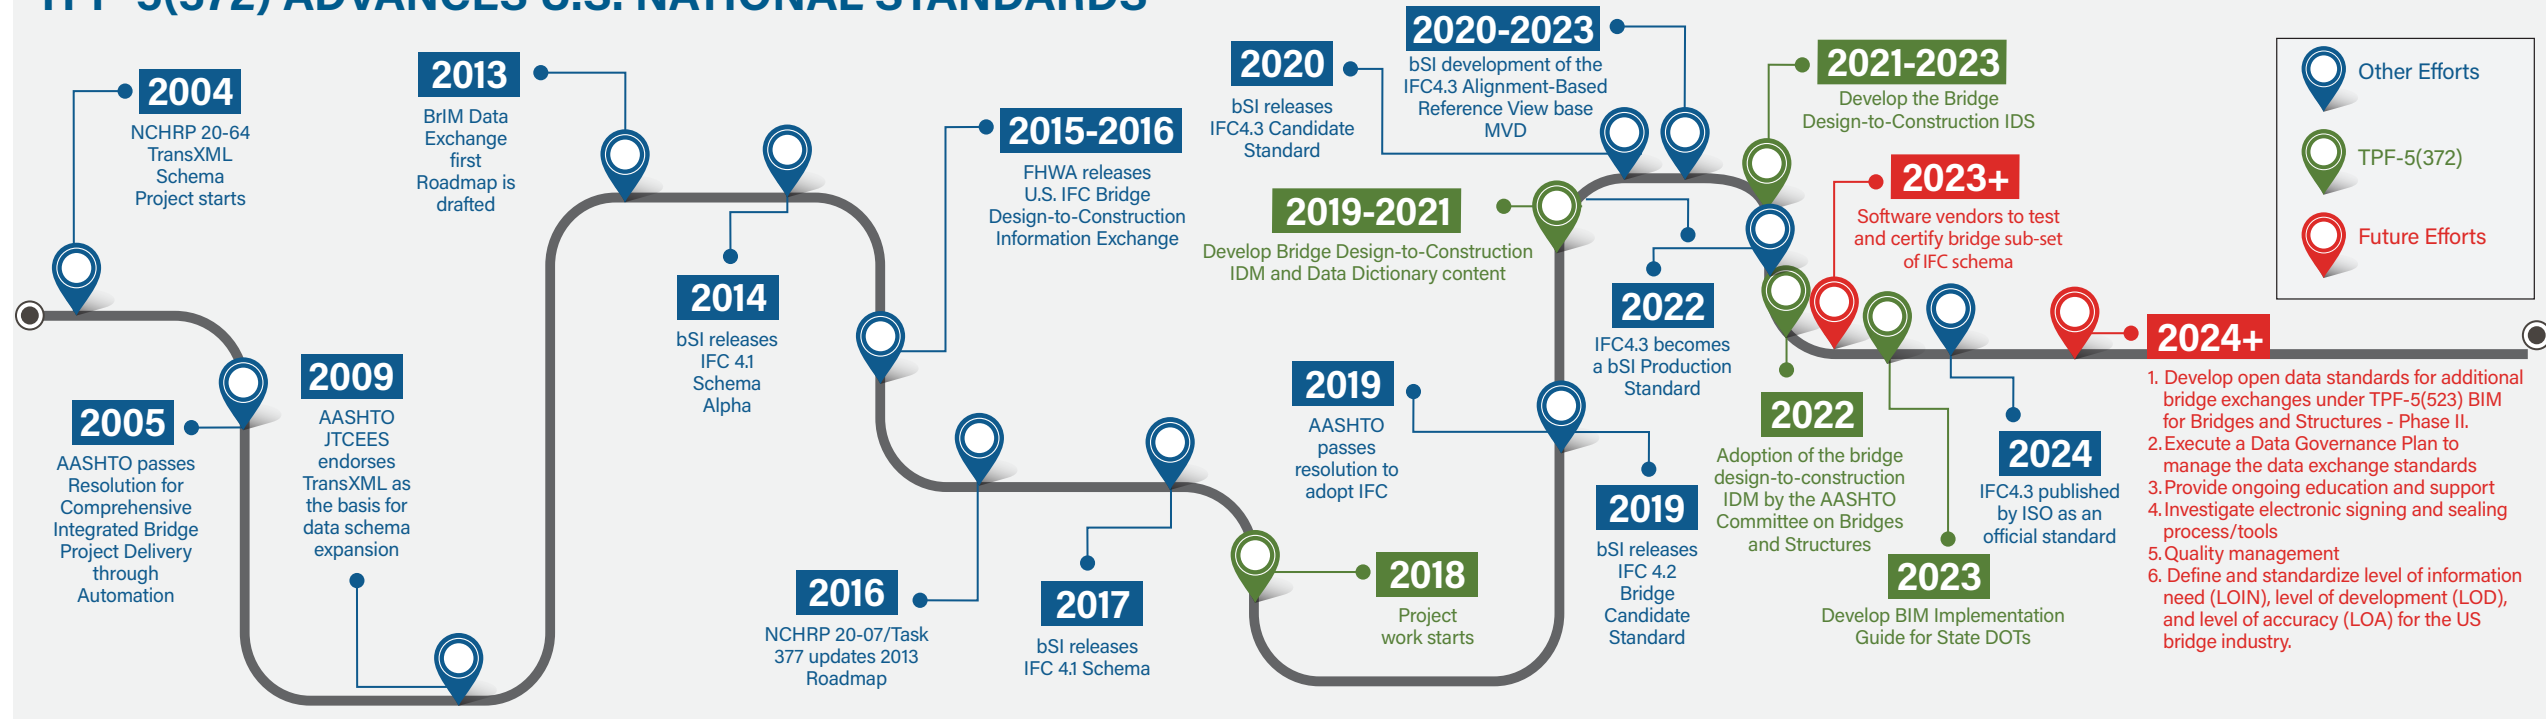 TPF-5(372) ADVANCES U.S. NATIONAL STANDARDS
2004
NCHRP 20-64
TransXML
Schema
Project starts
2005
AASHTO passes
Resolution for
Comprehensive
Integrated Bridge
Project Delivery
through
Automation
2009
AASHTO
JTCEES
endorses
TransXML as
the basis for
data schema
expansion
2013
BrIM Data
Exchange
first
Roadmap is
drafted
2014
bSI releases
IFC 4.1
Schema
Alpha
2015-2016
FHWA releases
U.S. IFC Bridge
Design-to-Construction
Information Exchange
2016
NCHRP 20-07/Task
377 updates 2013
Roadmap
2017
bSI releases
IFC 4.1 Schema
2018
Project
work starts
2019
AASHTO
passes
resolution to
adopt IFC
2019
bSI releases
IFC 4.2
Bridge
Candidate
Standard
2019-2021
Develop Bridge Design-to-Construction
IDM and Data Dictionary content
2020
bSI releases
IFC4.3 Candidate
Standard
2020-2023
bSI development of the
IFC4.3 Alignment-Based
Reference View base
MVD
2021-2023
Develop the Bridge
Design-to-Construction IDS
2022
IFC4.3 becomes
a bSI Production
Standard
2022
Adoption of the bridge
design-to-construction
IDM by the AASHTO
Committee on Bridges
and Structures
2023+
Software vendors to test
and certify bridge sub-set
of IFC schema
2023
Develop BIM Implementation
Guide for State DOTs
2024
IFC4.3 published
by ISO as an
official standard
2024+
1. Develop open data standards for additional
bridge exchanges under TPF-5(523) BIM
for Bridges and Structures - Phase II.
2. Execute a Data Governance Plan to
manage the data exchange standards
3. Provide ongoing education and support
4. Investigate electronic signing and sealing
process/tools
5. Quality management
6. Define and standardize level of information
need (LOIN), level of development (LOD),
and level of accuracy (LOA) for the US
bridge industry.
Other Efforts
TPF-5(372)
Future Efforts